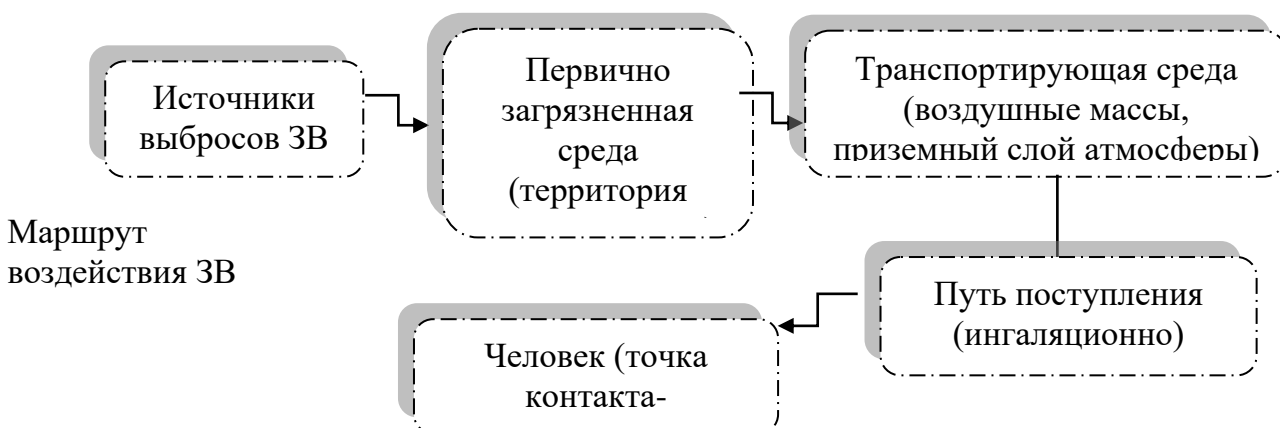 Источники
выбросов ЗВ
Первично
загрязненная
среда
(территория
Транспортирующая среда
(воздушные массы,
приземный слой атмосферы)
Маршрут
воздействия ЗВ
Путь поступления
(ингаляционно)
Человек (точка
контакта-